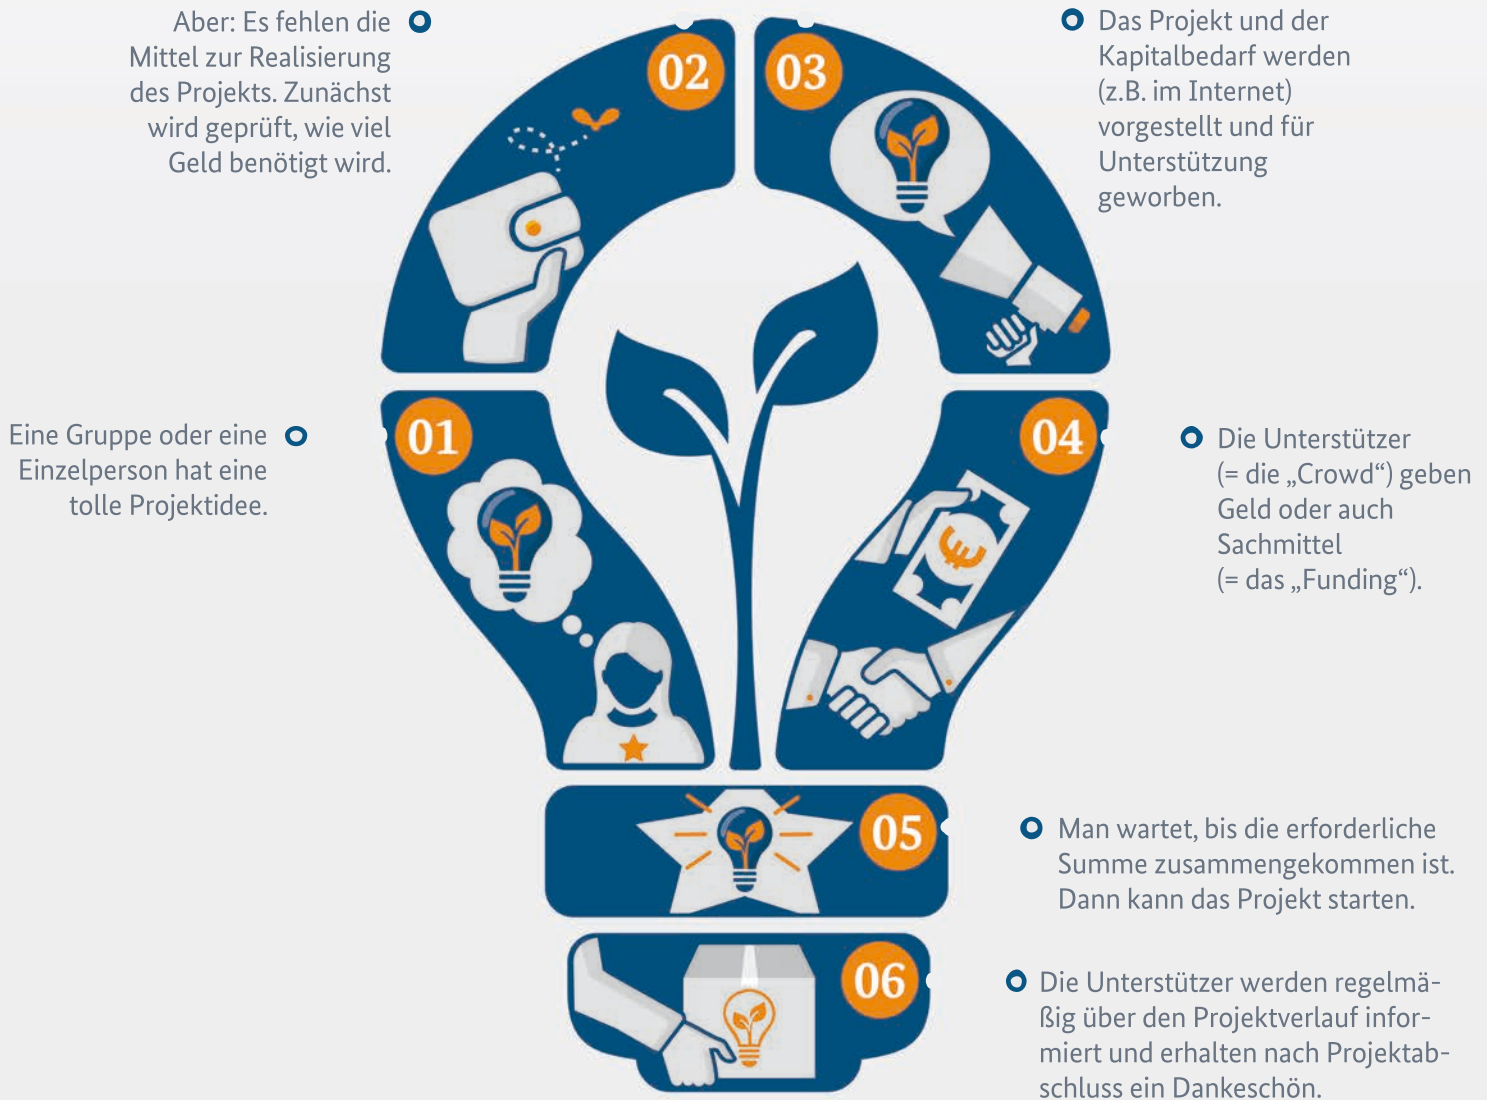 01
Eine Gruppe oder eine
Einzelperson hat eine
tolle Projektidee.
02
Aber: Es fehlen die
Mittel zur Realisierung
des Projekts. Zunächst
wird geprüft, wie viel
Geld benötigt wird.
03
Das Projekt und der
Kapitalbedarf werden
(z.B. im Internet)
vorgestellt und für
Unterstützung
geworben.
04
Die Unterstützer
(= die „Crowd“) geben
Geld oder auch
Sachmittel
(= das „Funding“).
€
05
Man wartet, bis die erforderliche
Summe zusammengekommen ist.
Dann kann das Projekt starten.
06
Die Unterstützer werden regelmä-
ßig über den Projektverlauf infor-
miert und erhalten nach Projektab-
schluss ein Dankeschön.